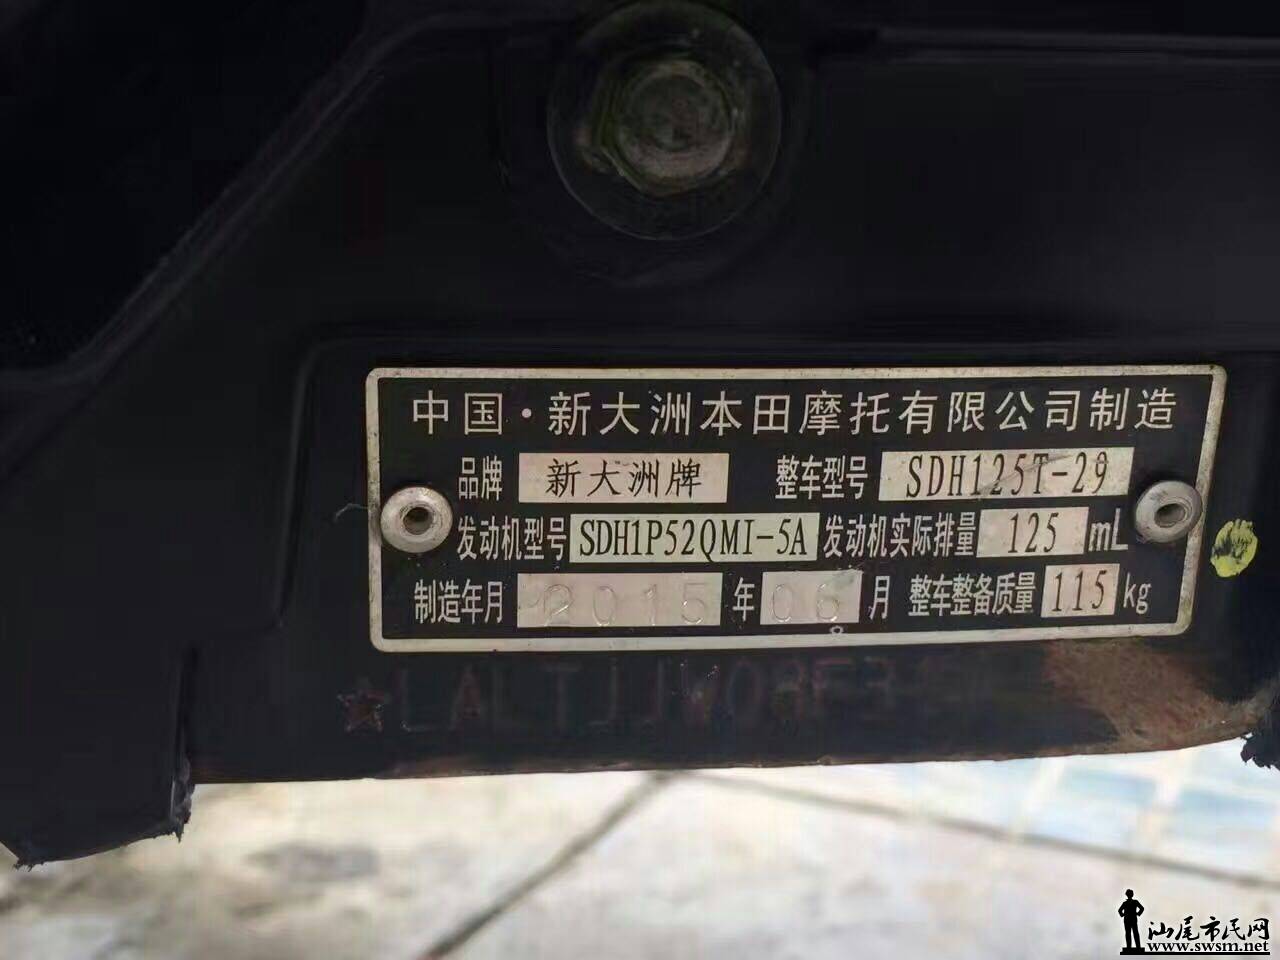 中国·新大洲本田摩托有限公司制造
品牌 新大洲牌 整车型号 SDH125T-29
发动机型号 SDH1P52QMI-5A 发动机实际排量 125 mL
制造年月 2015 年 06 月 整车整备质量 115 kg
汕尾市民网
www.swsm.net